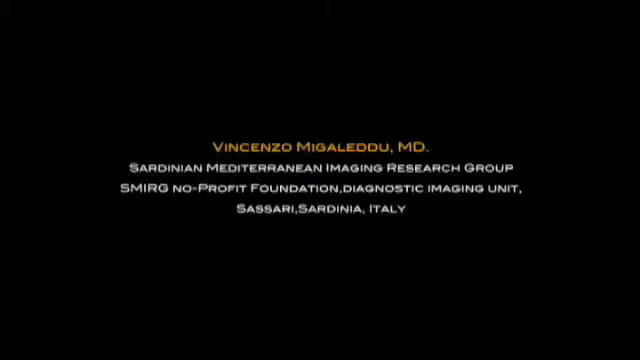 Vincenzo Migaleddu, MD.
Sardinian Mediterranean Imaging Research Group
SMIRG no-Profit Foundation,diagnostic imaging unit,
Sassari,Sardinia, Italy